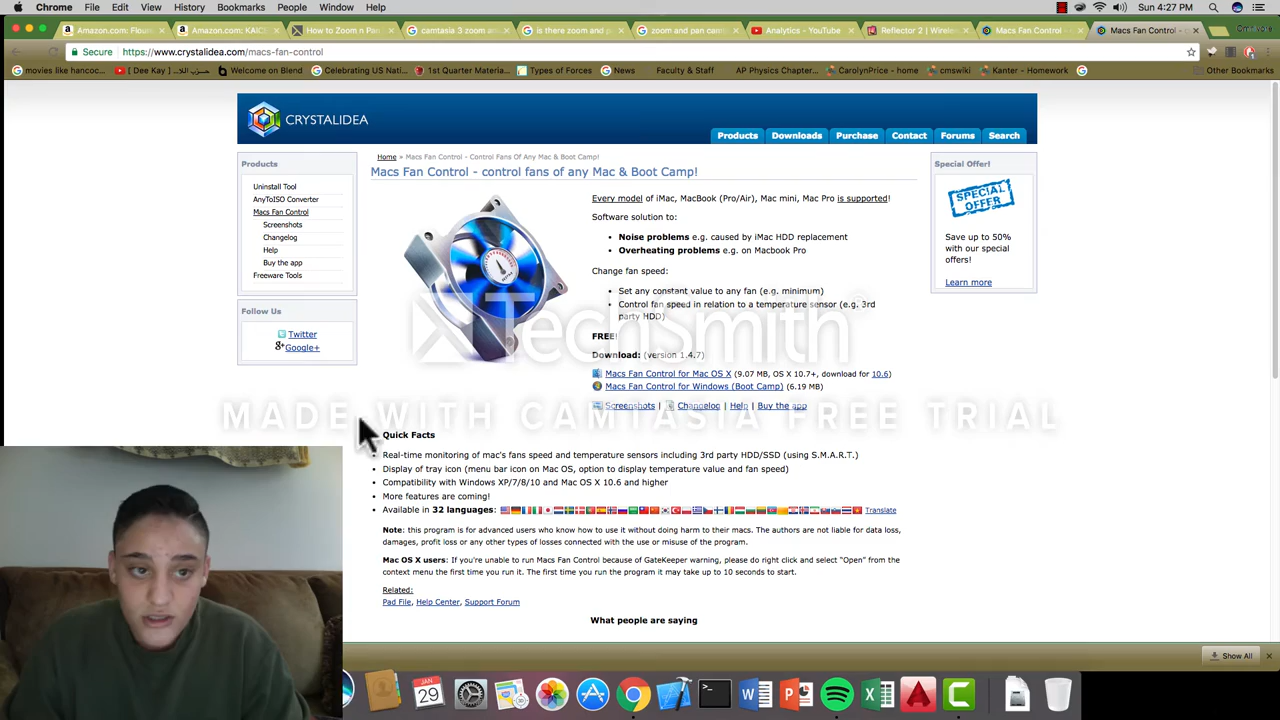 Chrome File Edit View History Bookmarks People Window Help Sun 4:27 PM
Amazon.com: Floure Amazon.com: KAICO How to Zoom n Pan camtasia 3 zoom an is there zoom and p zoom and pan cam Analytics - YouTube Reflector 2 | Wirele Macs Fan Control - Macs Fan Control -
Secure https://www.crystalidea.com/macs-fan-control
movies like hancoc... [ Dee Kay ] Welcome on Blend Celebrating US Nati... 1st Quarter Materia... Types of Forces News Faculty & Staff AP Physics Chapter... CarolynPrice - home cmswiki Kanter - Homework Other Bookmarks
CRYSTALIDEA
Products Downloads Purchase Contact Forums Search
Products
Uninstall Tool
AnyToISO Converter
Macs Fan Control
Screenshots
Changelog
Help
Buy the app
Freeware Tools
Follow Us
Twitter
Google+
Home » Macs Fan Control - Control Fans Of Any Mac & Boot Camp!
Macs Fan Control - control fans of any Mac & Boot Camp!
Every model of iMac, MacBook (Pro/Air), Mac mini, Mac Pro is supported!
Software solution to:
Noise problems e.g. caused by iMac HDD replacement
Overheating problems e.g. on Macbook Pro
Change fan speed:
Set any constant value to any fan (e.g. minimum)
Control fan speed in relation to a temperature sensor (e.g. 3rd
party HDD)
FREE!
Download: (version 1.4.7)
Macs Fan Control for Mac OS X (9.07 MB, OS X 10.7+, download for 10.6)
Macs Fan Control for Windows (Boot Camp) (6.19 MB)
Screenshots | Changelog | Help | Buy the app
Special Offer!
SPECIAL
OFFER
Save up to 50%
with our special
offers!
Learn more
TechSmith
MADE WITH CAMTASIA FREE TRIAL
Quick Facts
Real-time monitoring of mac's fans speed and temperature sensors including 3rd party HDD/SSD (using S.M.A.R.T.)
Display of tray icon (menu bar icon on Mac OS, option to display temperature value and fan speed)
Compatibility with Windows XP/7/8/10 and Mac OS X 10.6 and higher
More features are coming!
Available in 32 languages: Translate
Note: this program is for advanced users who know how to use it without doing harm to their macs. The authors are not liable for data loss,
damages, profit loss or any other types of losses connected with the use or misuse of the program.
Mac OS X users: If you're unable to run Macs Fan Control because of GateKeeper warning, please do right click and select "Open" from the
context menu the first time you run it. The first time you run the program it may take up to 10 seconds to start.
Related:
Pad File, Help Center, Support Forum
What people are saying
Show All
JAN
29